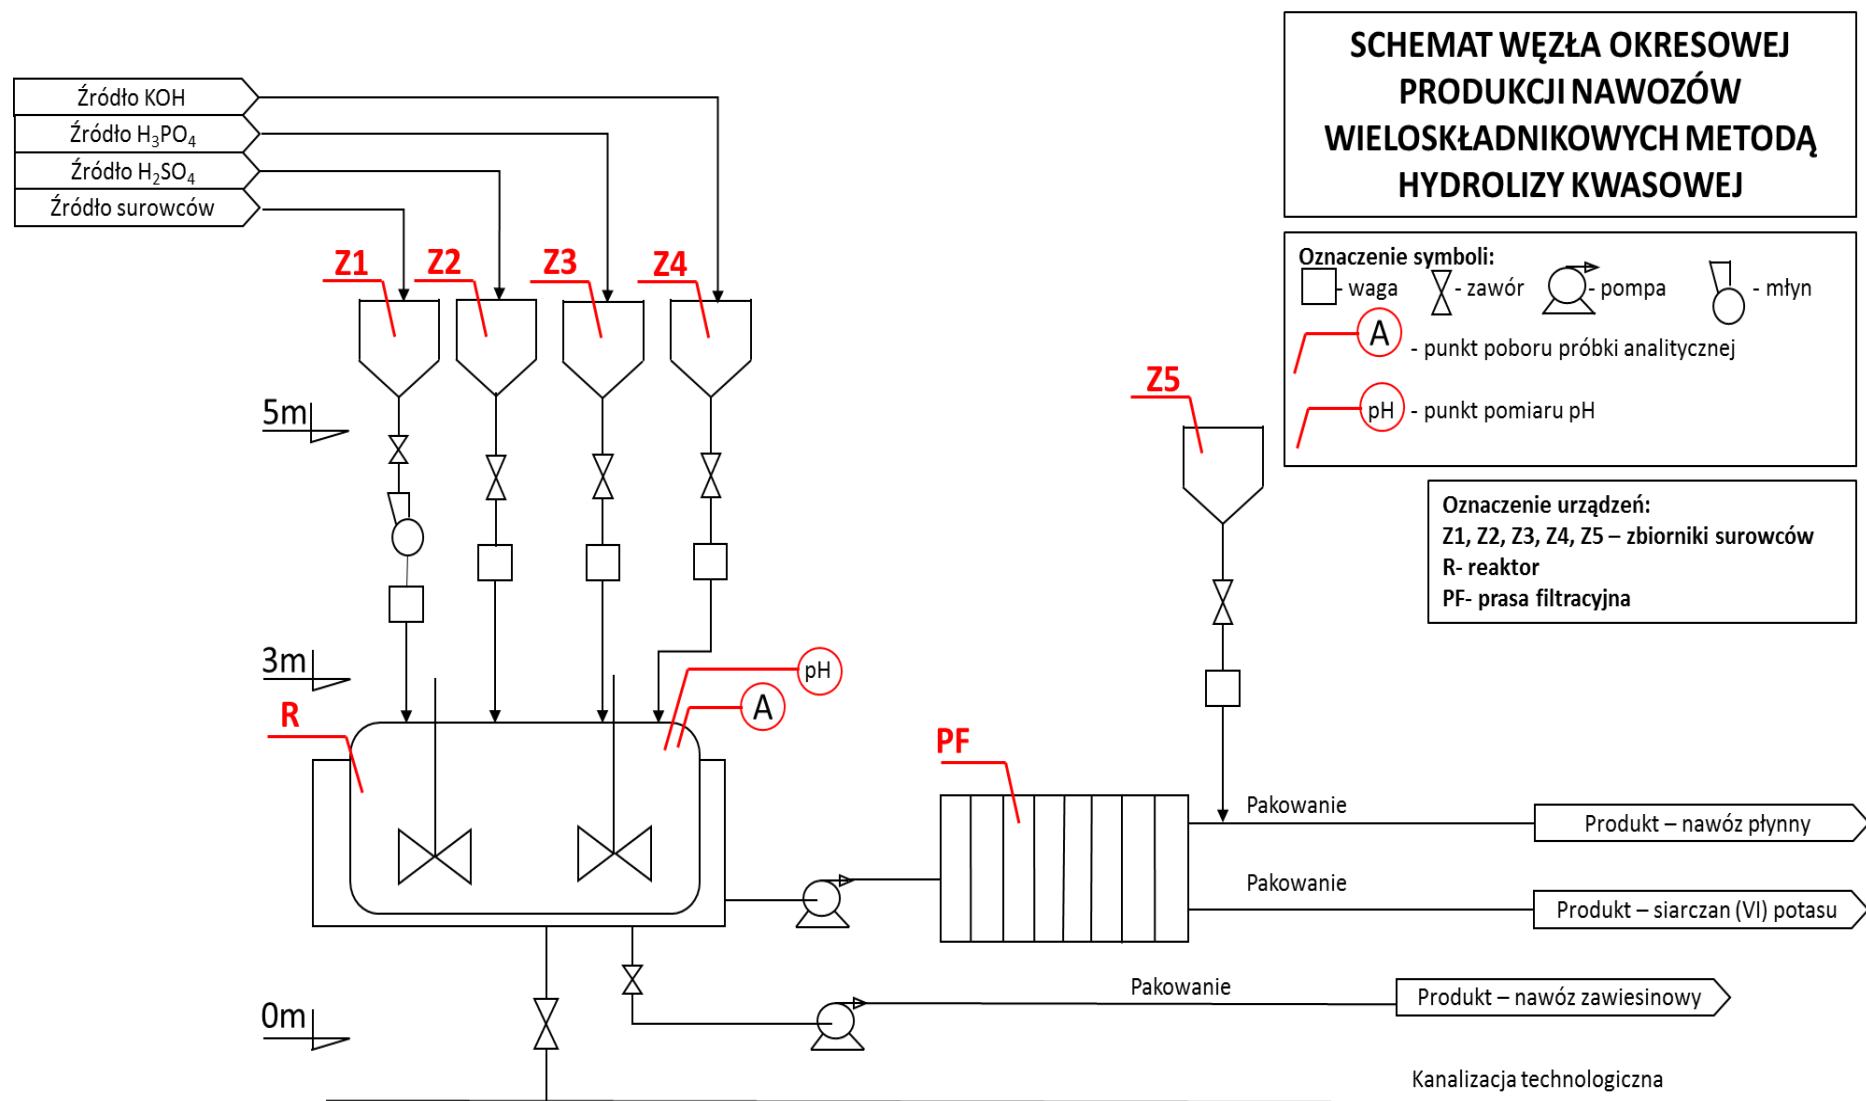 SCHEMAT WĘZŁA OKRESOWEJ
PRODUKCJI NAWOZÓW
WIELOSKŁADNIKOWYCH METODĄ
HYDROLIZY KWASOWEJ
Źródło KOH
Źródło H₃PO₄
Źródło H₂SO₄
Źródło surowców
Z1
Z2
Z3
Z4
Oznaczenie symboli:
- waga
- zawór
- pompa
- młyn
A
- punkt poboru próbki analitycznej
pH
- punkt pomiaru pH
Z5
5m
Oznaczenie urządzeń:
Z1, Z2, Z3, Z4, Z5 – zbiorniki surowców
R- reaktor
PF- prasa filtracyjna
3m
pH
A
R
PF
Pakowanie
Produkt – nawóz płynny
Pakowanie
Produkt – siarczan (VI) potasu
Pakowanie
Produkt – nawóz zawiesinowy
0m
Kanalizacja technologiczna